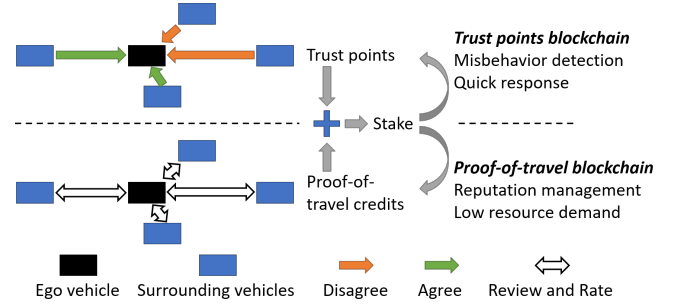 Trust points
Stake
Proof-of-
travel credits
Trust points blockchain
Misbehavior detection
Quick response
Proof-of-travel blockchain
Reputation management
Low resource demand
Ego vehicle
Surrounding vehicles
Disagree
Agree
Review and Rate